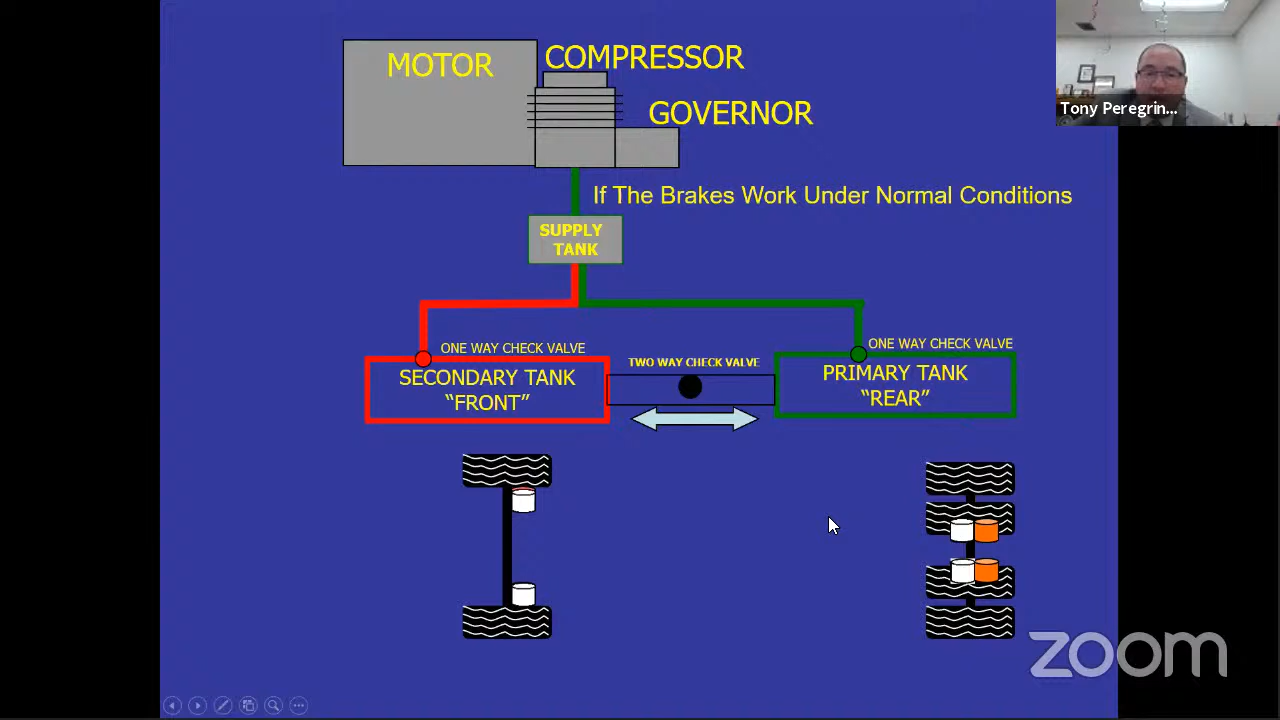 MOTOR
COMPRESSOR
GOVERNOR
Tony Peregrin...
If The Brakes Work Under Normal Conditions
SUPPLY
TANK
ONE WAY CHECK VALVE
ONE WAY CHECK VALVE
TWO WAY CHECK VALVE
SECONDARY TANK
“FRONT”
PRIMARY TANK
“REAR”
zoom